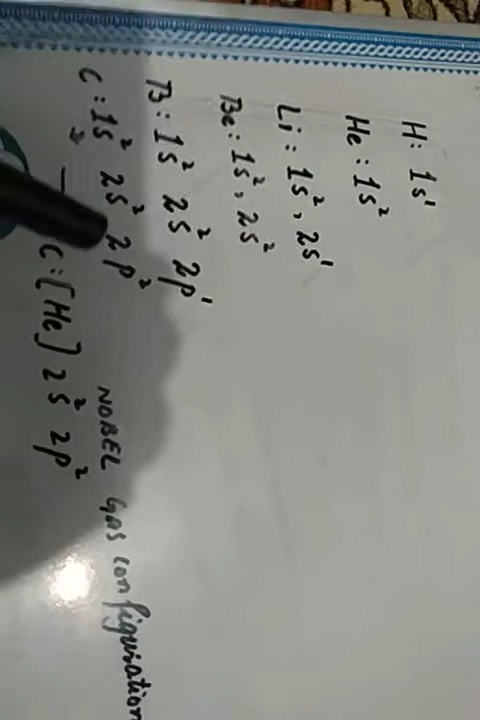 H: 1s¹
He: 1s²
Li: 1s², 2s¹
Be: 1s², 2s²
B: 1s² 2s² 2p¹
C: 1s² 2s² 2p²
NOBEL GAS configuration
C: [He] 2s² 2p²